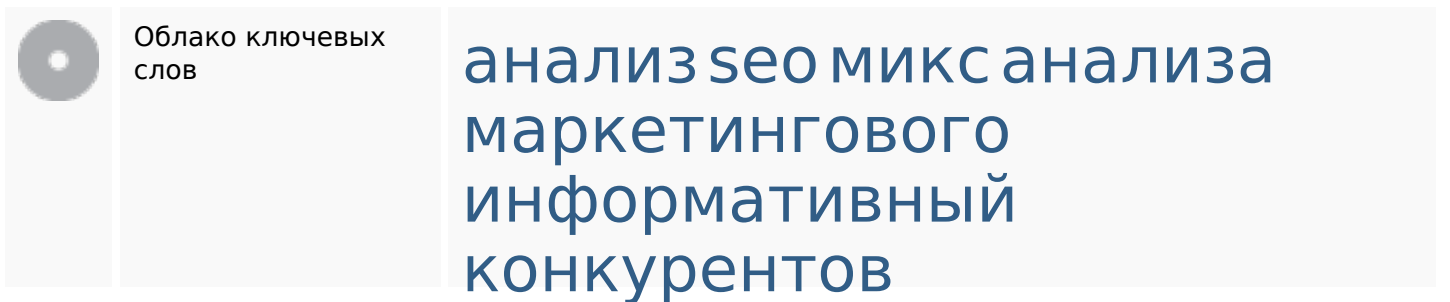 Облако ключевых
слов
анализ seo микс анализа
маркетингового
информативный
конкурентов